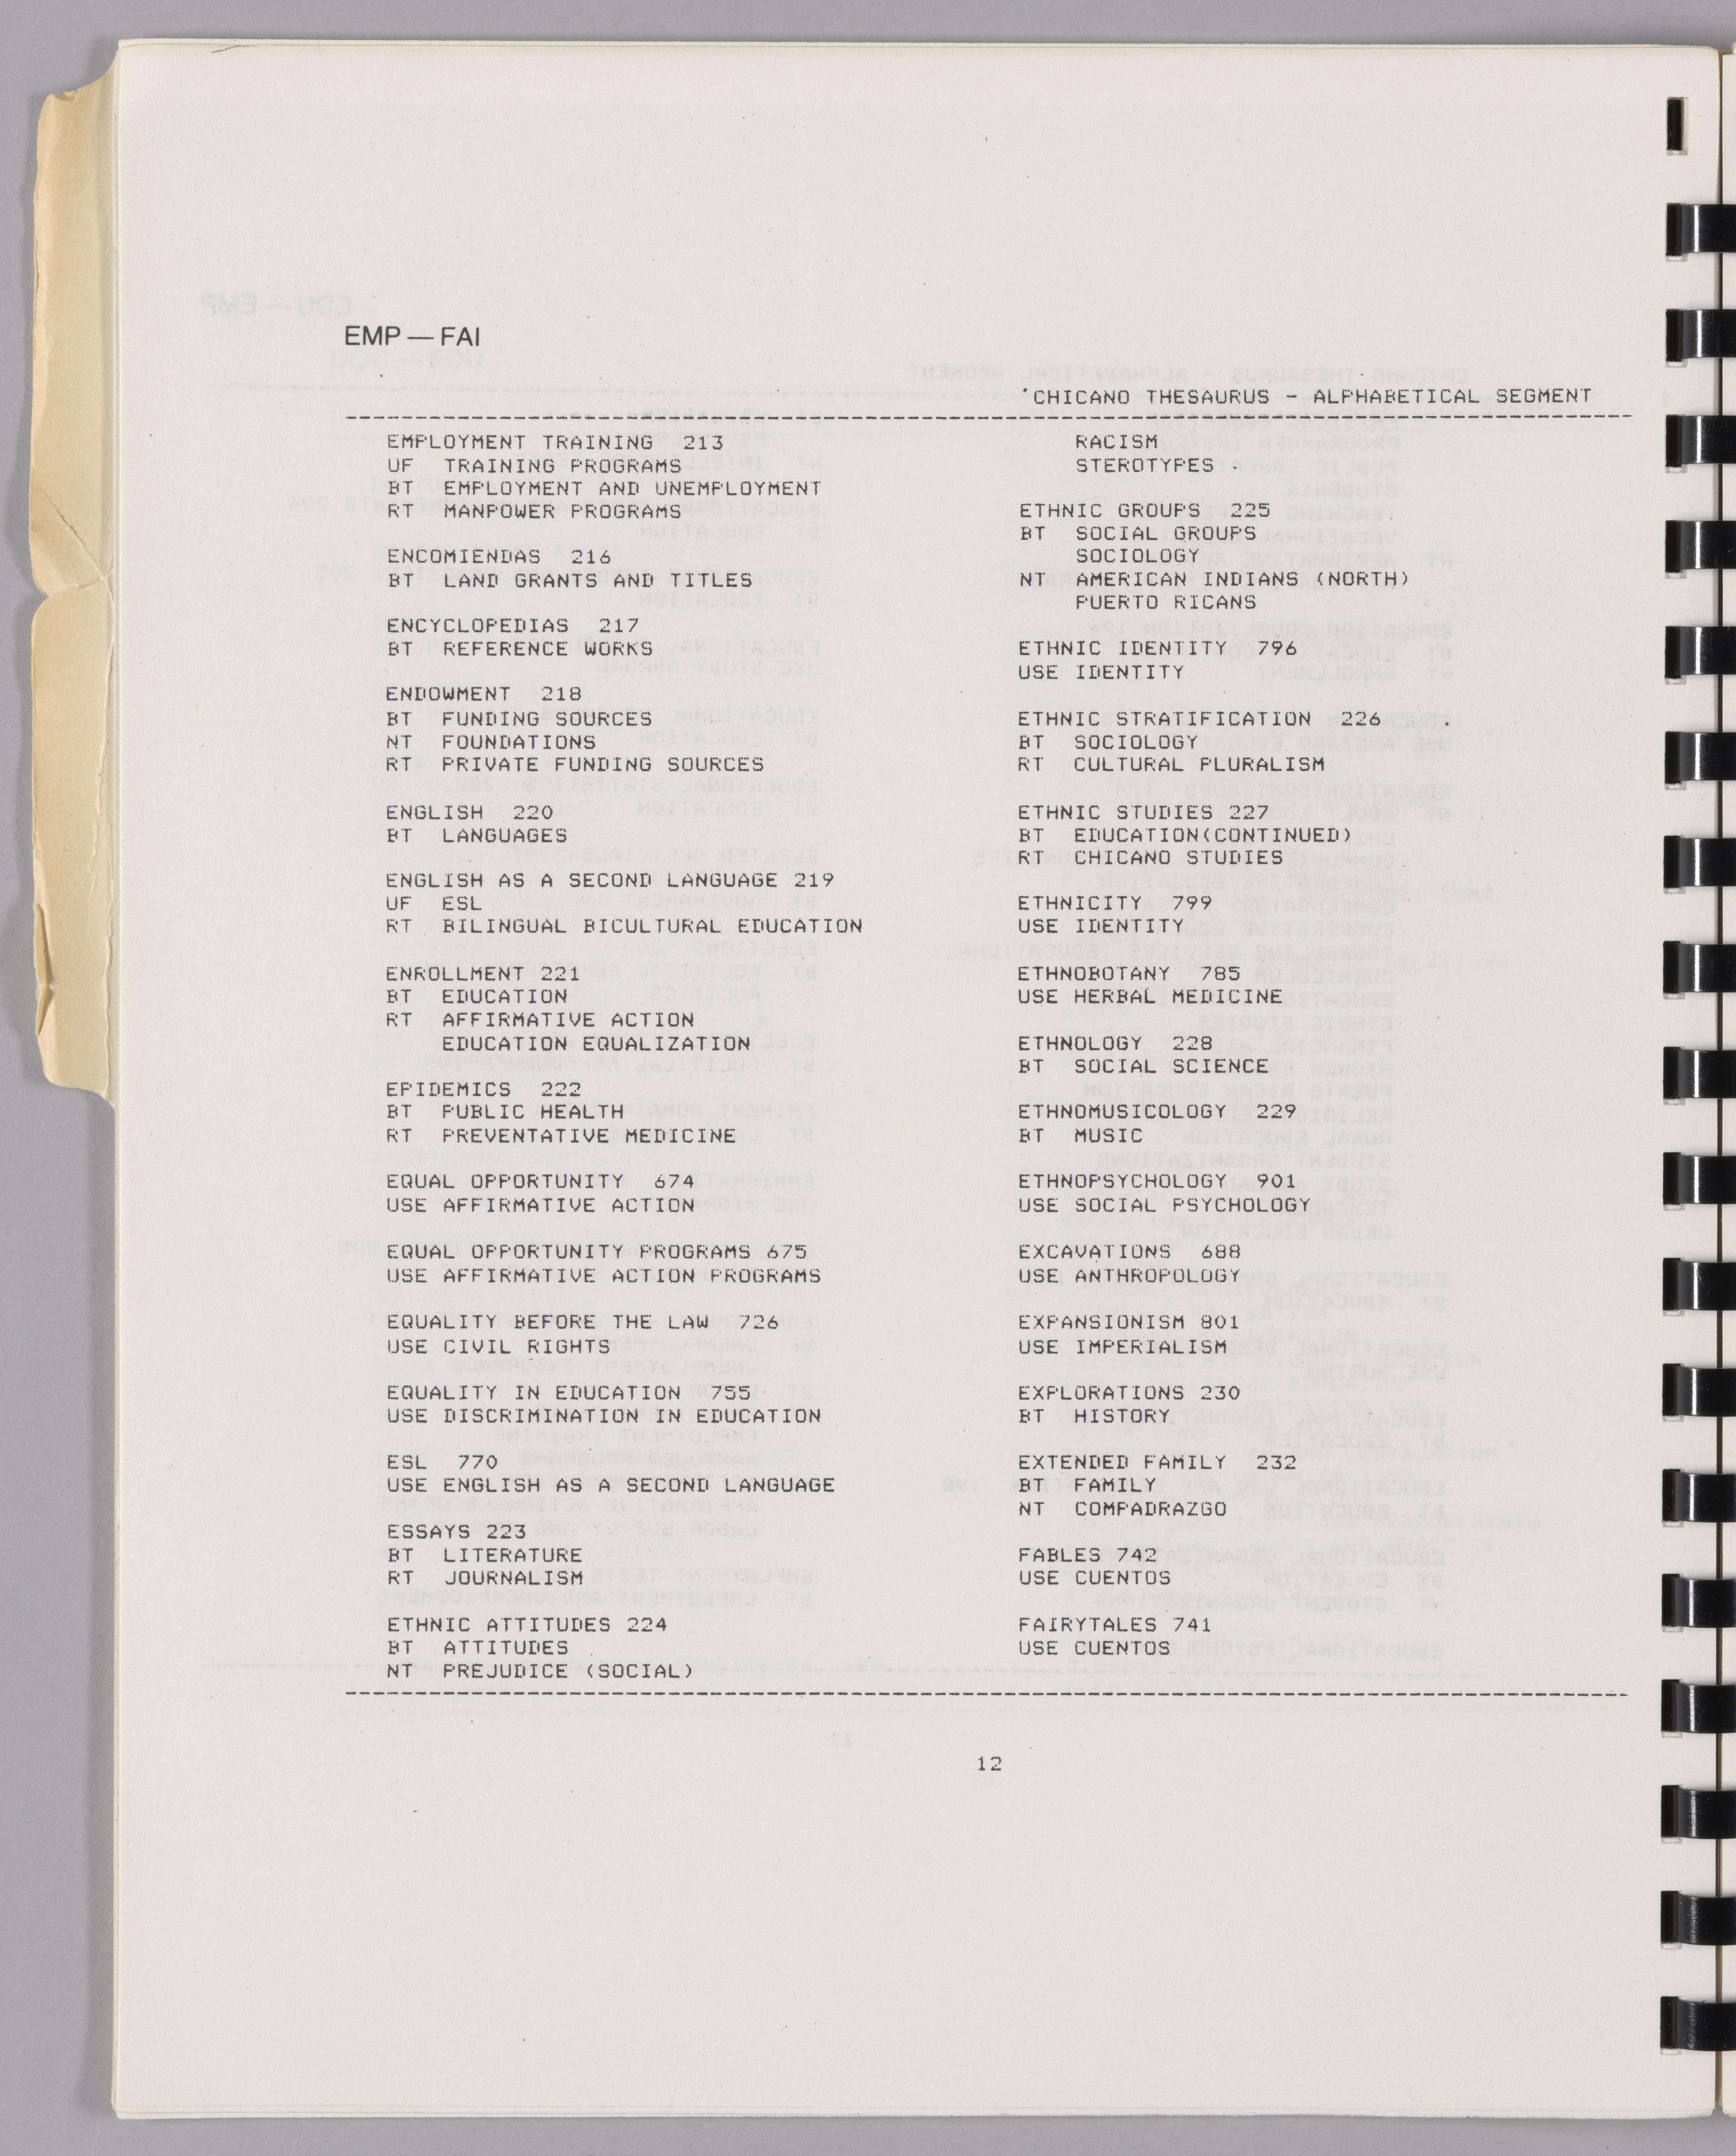 EMP — FAI
CHICANO THESAURUS - ALPHABETICAL SEGMENT
EMPLOYMENT TRAINING 213
UF TRAINING PROGRAMS
BT EMPLOYMENT AND UNEMPLOYMENT
RT MANPOWER PROGRAMS
ENCOMIENDAS 216
BT LAND GRANTS AND TITLES
ENCYCLOPEDIAS 217
BT REFERENCE WORKS
ENDOWMENT 218
BT FUNDING SOURCES
NT FOUNDATIONS
RT PRIVATE FUNDING SOURCES
ENGLISH 220
BT LANGUAGES
ENGLISH AS A SECOND LANGUAGE 219
UF ESL
RT BILINGUAL BICULTURAL EDUCATION
ENROLLMENT 221
BT EDUCATION
RT AFFIRMATIVE ACTION
EDUCATION EQUALIZATION
EPIDEMICS 222
BT PUBLIC HEALTH
RT PREVENTATIVE MEDICINE
EQUAL OPPORTUNITY 674
USE AFFIRMATIVE ACTION
EQUAL OPPORTUNITY PROGRAMS 675
USE AFFIRMATIVE ACTION PROGRAMS
EQUALITY BEFORE THE LAW 726
USE CIVIL RIGHTS
EQUALITY IN EDUCATION 755
USE DISCRIMINATION IN EDUCATION
ESL 770
USE ENGLISH AS A SECOND LANGUAGE
ESSAYS 223
BT LITERATURE
RT JOURNALISM
ETHNIC ATTITUDES 224
BT ATTITUDES
NT PREJUDICE (SOCIAL)
RACISM
STEROTYPES
ETHNIC GROUPS 225
BT SOCIAL GROUPS
SOCIOLOGY
NT AMERICAN INDIANS (NORTH)
PUERTO RICANS
ETHNIC IDENTITY 796
USE IDENTITY
ETHNIC STRATIFICATION 226
BT SOCIOLOGY
RT CULTURAL PLURALISM
ETHNIC STUDIES 227
BT EDUCATION(CONTINUED)
RT CHICANO STUDIES
ETHNICITY 799
USE IDENTITY
ETHNOBOTANY 785
USE HERBAL MEDICINE
ETHNOLOGY 228
BT SOCIAL SCIENCE
ETHNOMUSICOLOGY 229
BT MUSIC
ETHNOPSYCHOLOGY 901
USE SOCIAL PSYCHOLOGY
EXCAVATIONS 688
USE ANTHROPOLOGY
EXPANSIONISM 801
USE IMPERIALISM
EXPLORATIONS 230
BT HISTORY
EXTENDED FAMILY 232
BT FAMILY
NT COMPADRAZGO
FABLES 742
USE CUENTOS
FAIRYTALES 741
USE CUENTOS
12